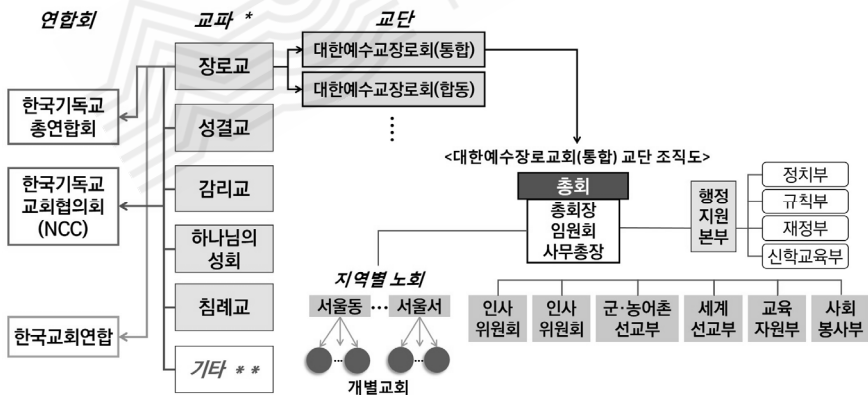 연합회
교파 *
교단
장로교
성결교
감리교
하나님의
성회
침례교
기타 * *
한국기독교
총연합회
한국기독교
교회협의회
(NCC)
한국교회연합
대한예수교장로회(통합)
대한예수교장로회(합동)
<대한예수장로교회(통합) 교단 조직도>
총회
총회장
임원회
사무총장
행정
지원
본부
정치부
규칙부
재정부
신학교육부
지역별 노회
서울동 ··· 서울서
개별교회
인사
위원회
인사
위원회
군·농어촌
선교부
세계
선교부
교육
자원부
사회
봉사부